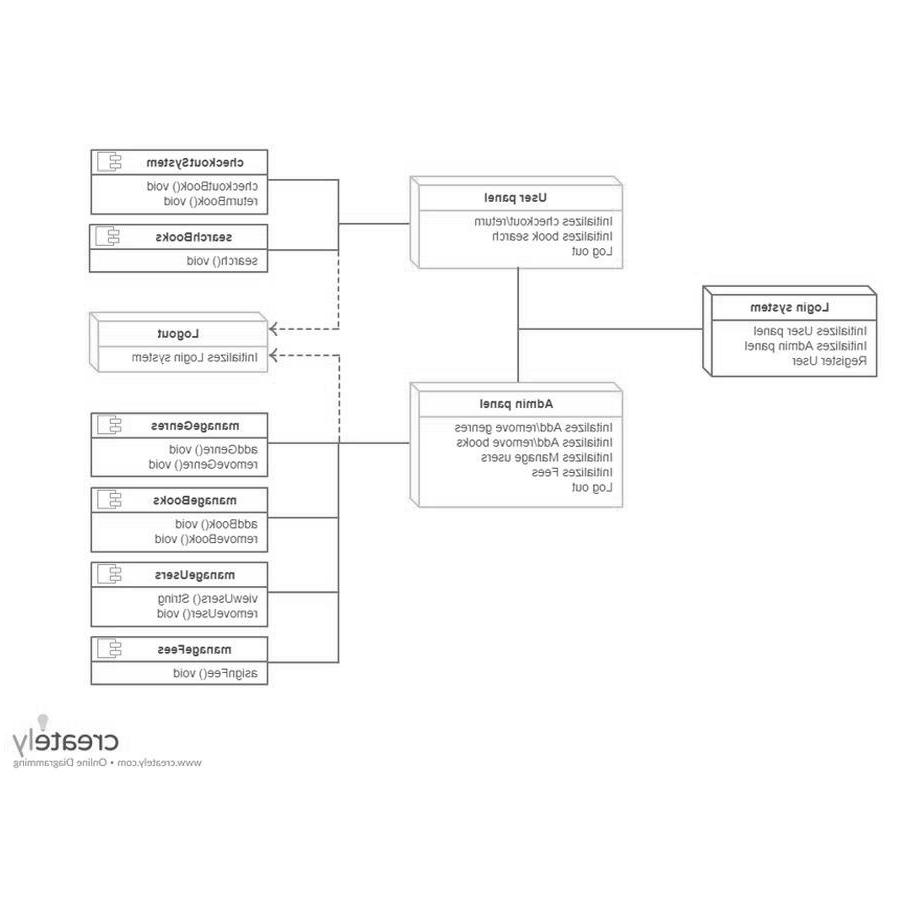 Login system
Initializes User panel
Initializes Admin panel
Register User
User panel
Initializes checkout/return
Initializes book search
Log out
Admin panel
Initalizes Add/remove genres
Initializes Add/remove books
Initializes Manage users
Initializes Fees
Log out
checkoutSystem
checkoutBook() void
returnBook() void
searchBooks
search() void
Logout
Initializes Login system
manageGenres
addGenre() void
removeGenre() void
manageBooks
addBook() void
removeBook() void
manageUsers
viewUsers() String
removeUser() void
manageFees
asignFee() void
creately
www.creately.com • Online Diagramming